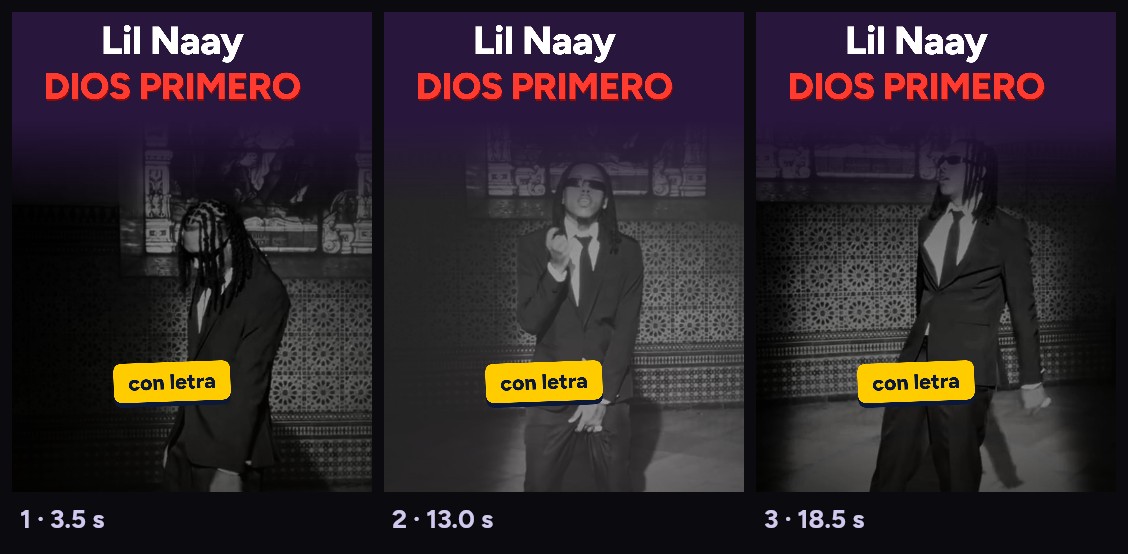 Lil Naay
DIOS PRIMERO
con letra
1 · 3.5 s
Lil Naay
DIOS PRIMERO
con letra
2 · 13.0 s
Lil Naay
DIOS PRIMERO
con letra
3 · 18.5 s